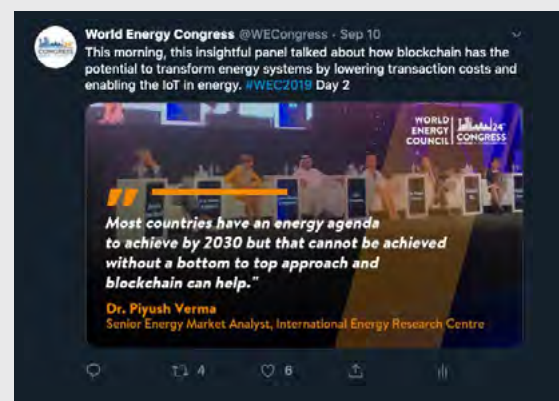 World Energy Congress @WECongress · Sep 10
This morning, this insightful panel talked about how blockchain has the
potential to transform energy systems by lowering transaction costs and
enabling the IoT in energy. #WEC2019 Day 2
WORLD
ENERGY
COUNCIL
24
CONGRESS
"
Most countries have an energy agenda
to achieve by 2030 but that cannot be achieved
without a bottom to top approach and
blockchain can help."
Dr. Piyush Verma
Senior Energy Market Analyst, International Energy Research Centre
4
6